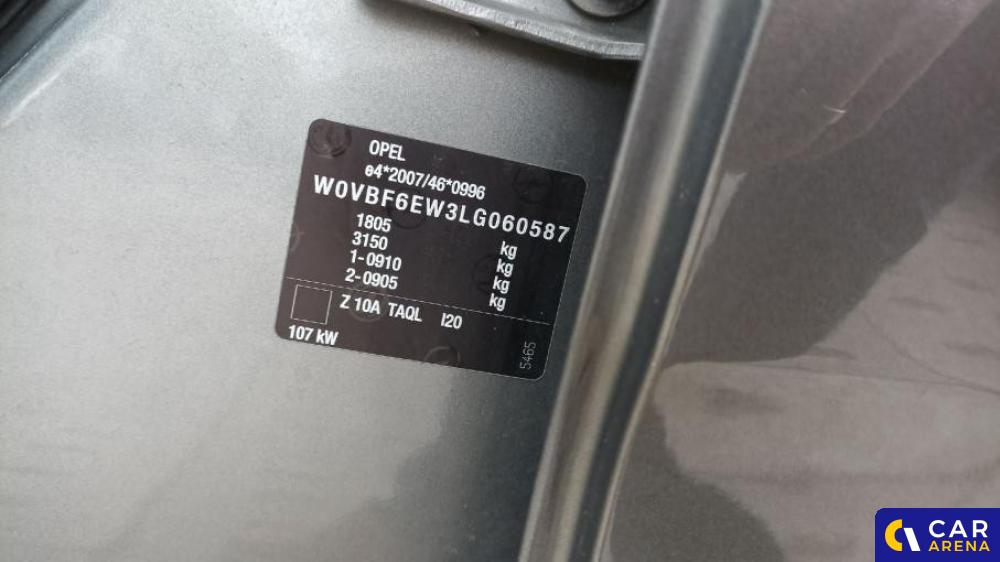 OPEL
e4*2007/46*0996
W0VBF6EW3LG060587
1805 kg
3150 kg
1-0910 kg
2-0905 kg
Z 10A TAQL I20
107 kW
5465
CAR
ARENA